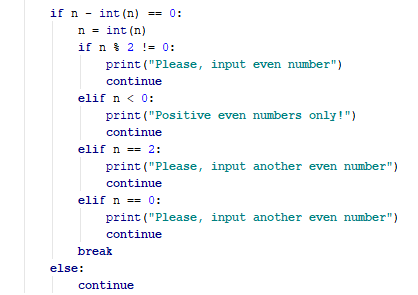 if n - int(n) == 0:
n = int(n)
if n % 2 != 0:
print("Please, input even number")
continue
elif n < 0:
print("Positive even numbers only!")
continue
elif n == 2:
print("Please, input another even number")
continue
elif n == 0:
print("Please, input another even number")
continue
break
else:
continue